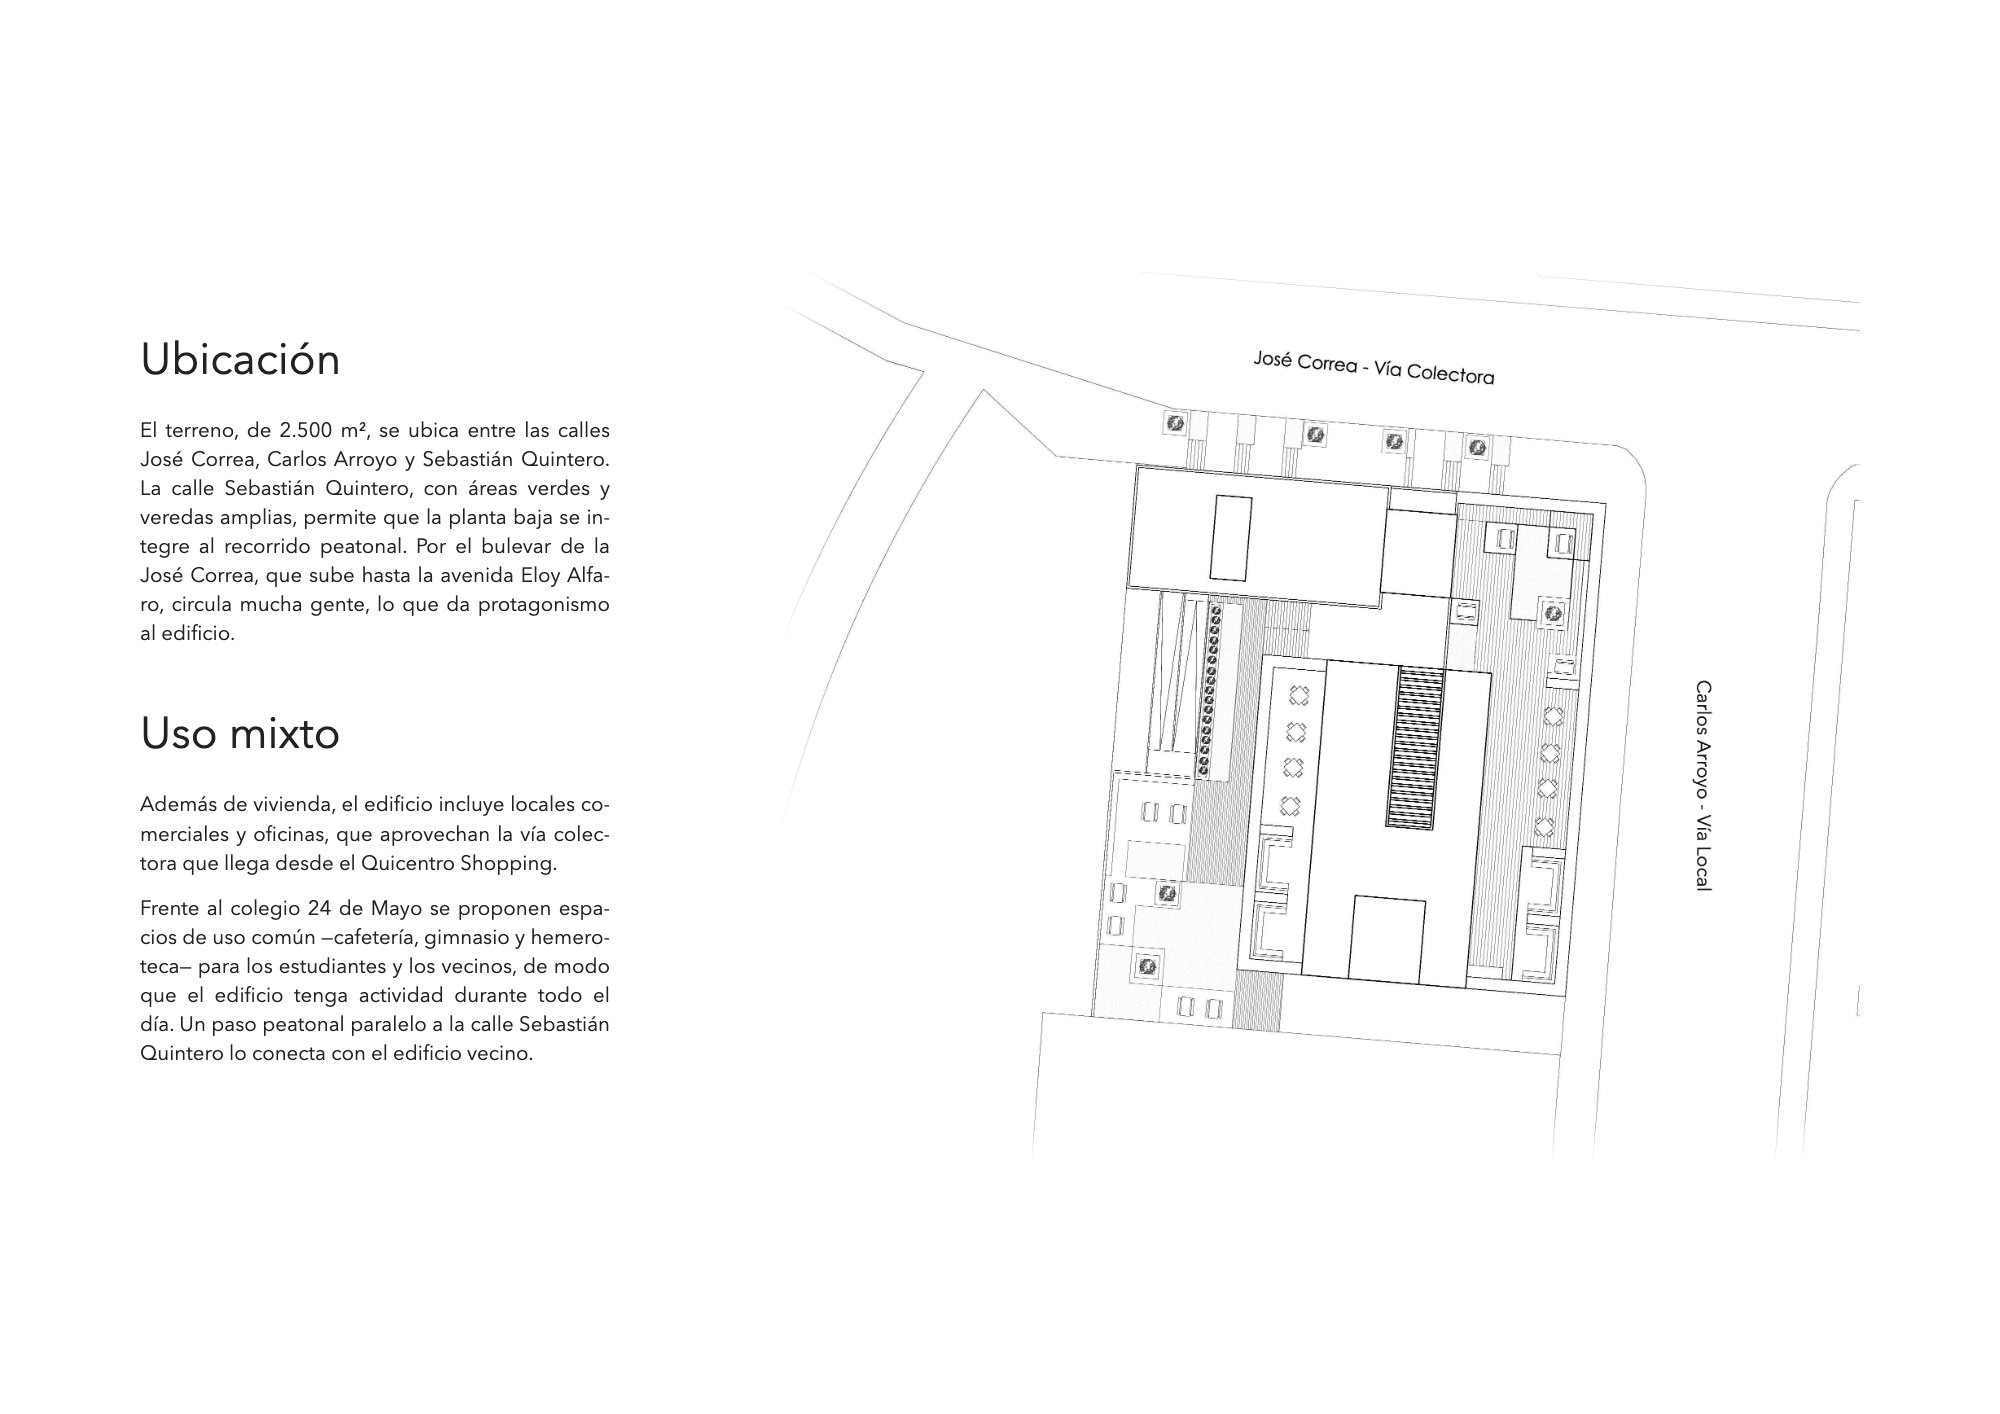 Ubicación
El terreno, de 2.500 m², se ubica entre las calles
José Correa, Carlos Arroyo y Sebastián Quintero.
La calle Sebastián Quintero, con áreas verdes y
veredas amplias, permite que la planta baja se in-
tegre al recorrido peatonal. Por el bulevar de la
José Correa, que sube hasta la avenida Eloy Alfa-
ro, circula mucha gente, lo que da protagonismo
al edificio.
Uso mixto
Además de vivienda, el edificio incluye locales co-
merciales y oficinas, que aprovechan la vía colec-
tora que llega desde el Quicentro Shopping.
Frente al colegio 24 de Mayo se proponen espa-
cios de uso común –cafetería, gimnasio y hemero-
teca– para los estudiantes y los vecinos, de modo
que el edificio tenga actividad durante todo el
día. Un paso peatonal paralelo a la calle Sebastián
Quintero lo conecta con el edificio vecino.
José Correa - Vía Colectora
Carlos Arroyo - Vía Local